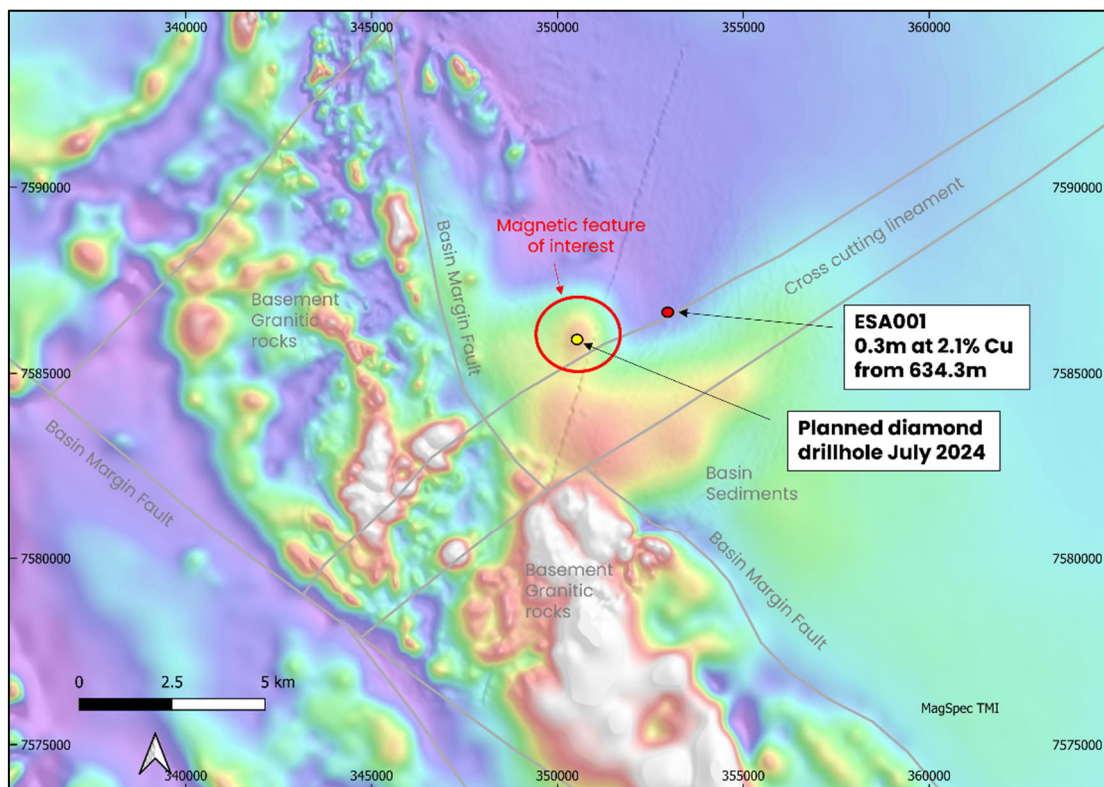 340000
345000
350000
355000
360000
7590000
7590000
Magnetic feature
of interest
Basin Margin Fault
Cross cutting lineament
Basement
Granitic
rocks
ESA001
0.3m at 2.1% Cu
from 634.3m
7585000
7585000
Planned diamond
drillhole July 2024
Basin Margin Fault
Basin
Sediments
7580000
7580000
Basement
Granitic
rocks
Basin Margin Fault
0
2.5
5 km
MagSpec TMI
7575000
7575000
340000
345000
350000
355000
360000